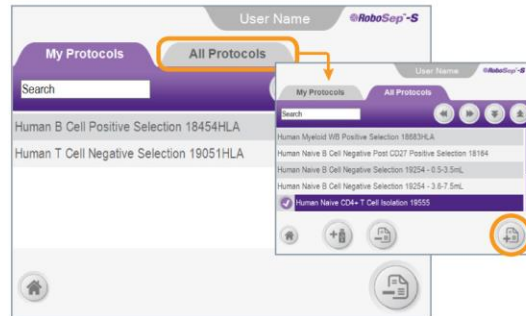 User Name
RoboSep®-S
My Protocols
All Protocols
Search
Human B Cell Positive Selection 18454HLA
Human T Cell Negative Selection 19051HLA
User Name
RoboSep®-S
My Protocols
All Protocols
Search
Human Myeloid WB Positive Selection 18683HLA
Human Naive B Cell Negative Post CD27 Positive Selection 18164
Human Naive B Cell Negative Selection 19254 - 0.5-3.5mL
Human Naive B Cell Negative Selection 19254 - 3.6-7.5mL
Human Naive CD4+ T Cell Isolation 19555